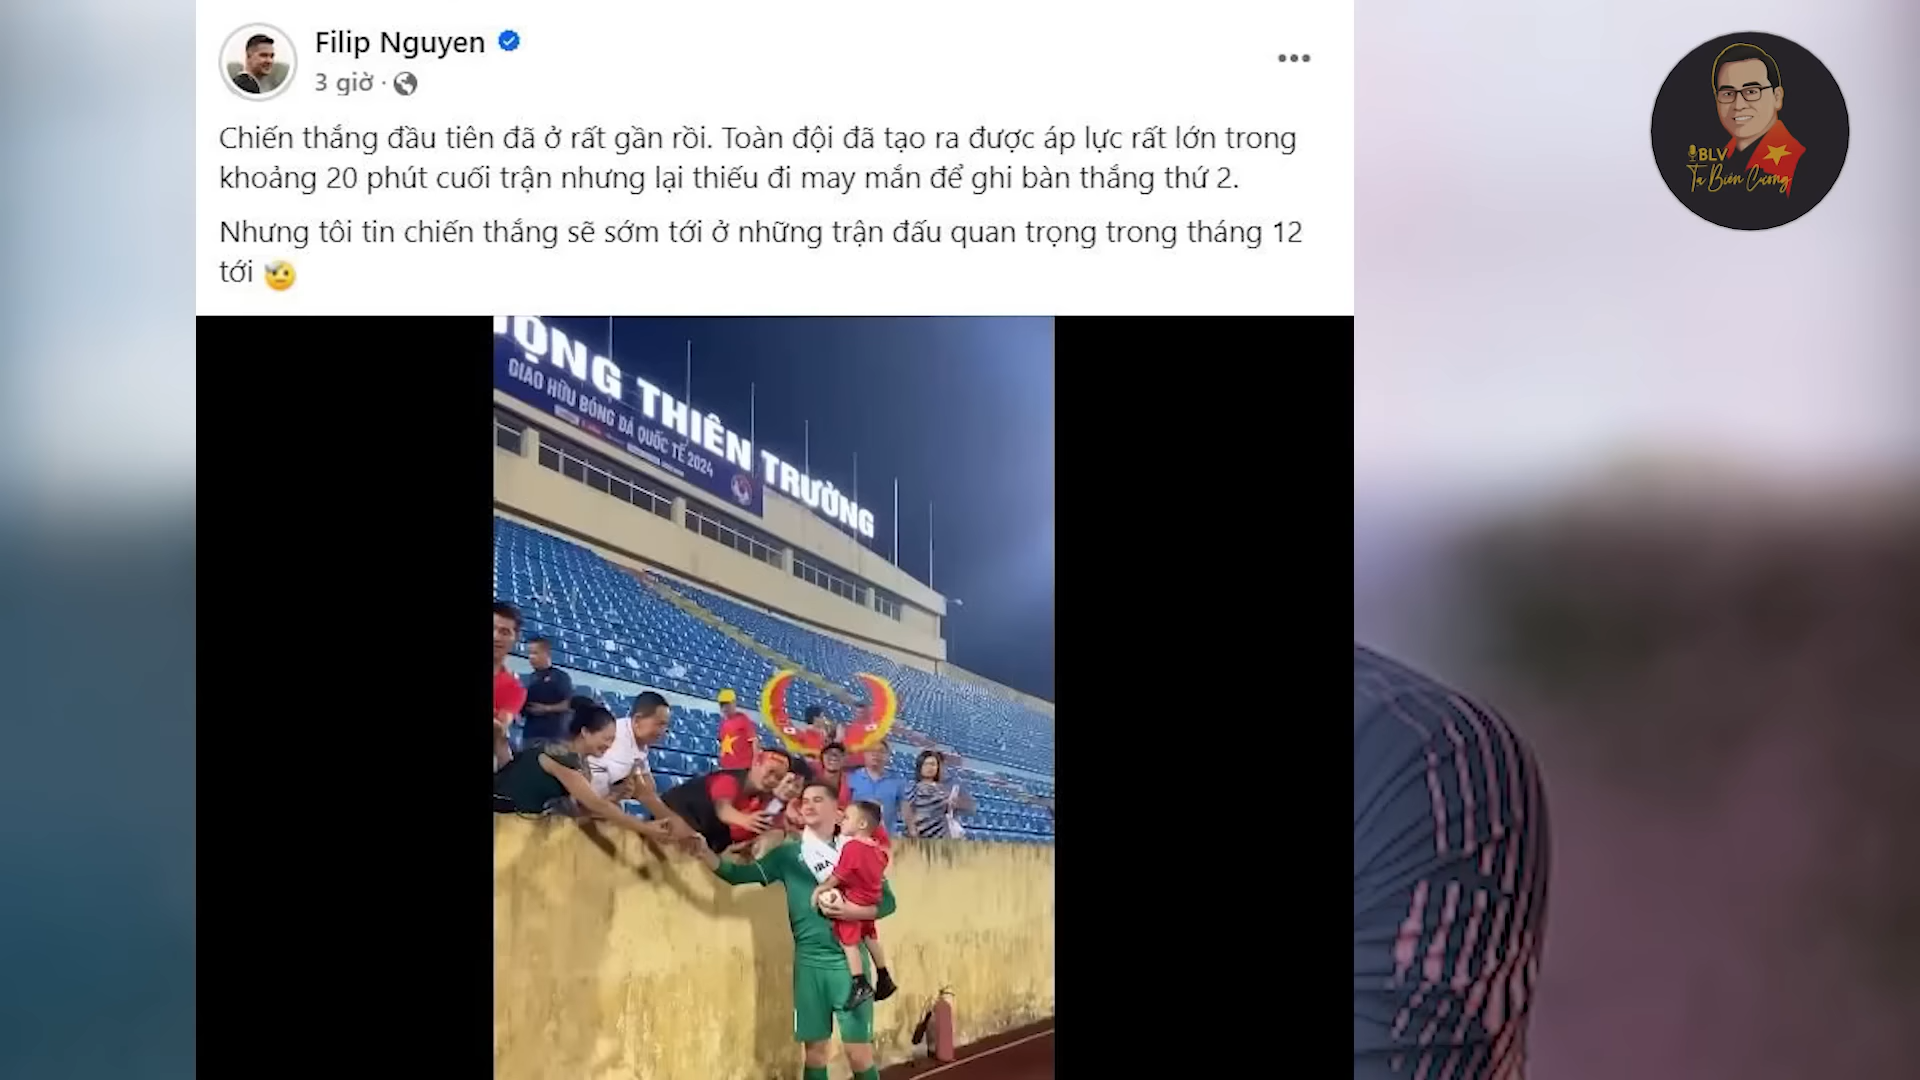 Filip Nguyen
3 giờ ·
Chiến thắng đầu tiên đã ở rất gần rồi. Toàn đội đã tạo ra được áp lực rất lớn trong
khoảng 20 phút cuối trận nhưng lại thiếu đi may mắn để ghi bàn thắng thứ 2.
Nhưng tôi tin chiến thắng sẽ sớm tới ở những trận đấu quan trọng trong tháng 12
tới
BLV
Tạ Biên Cương
ỘNG THIÊN TRƯỜNG
GIAO HỮU BÓNG ĐÁ QUỐC TẾ 2024